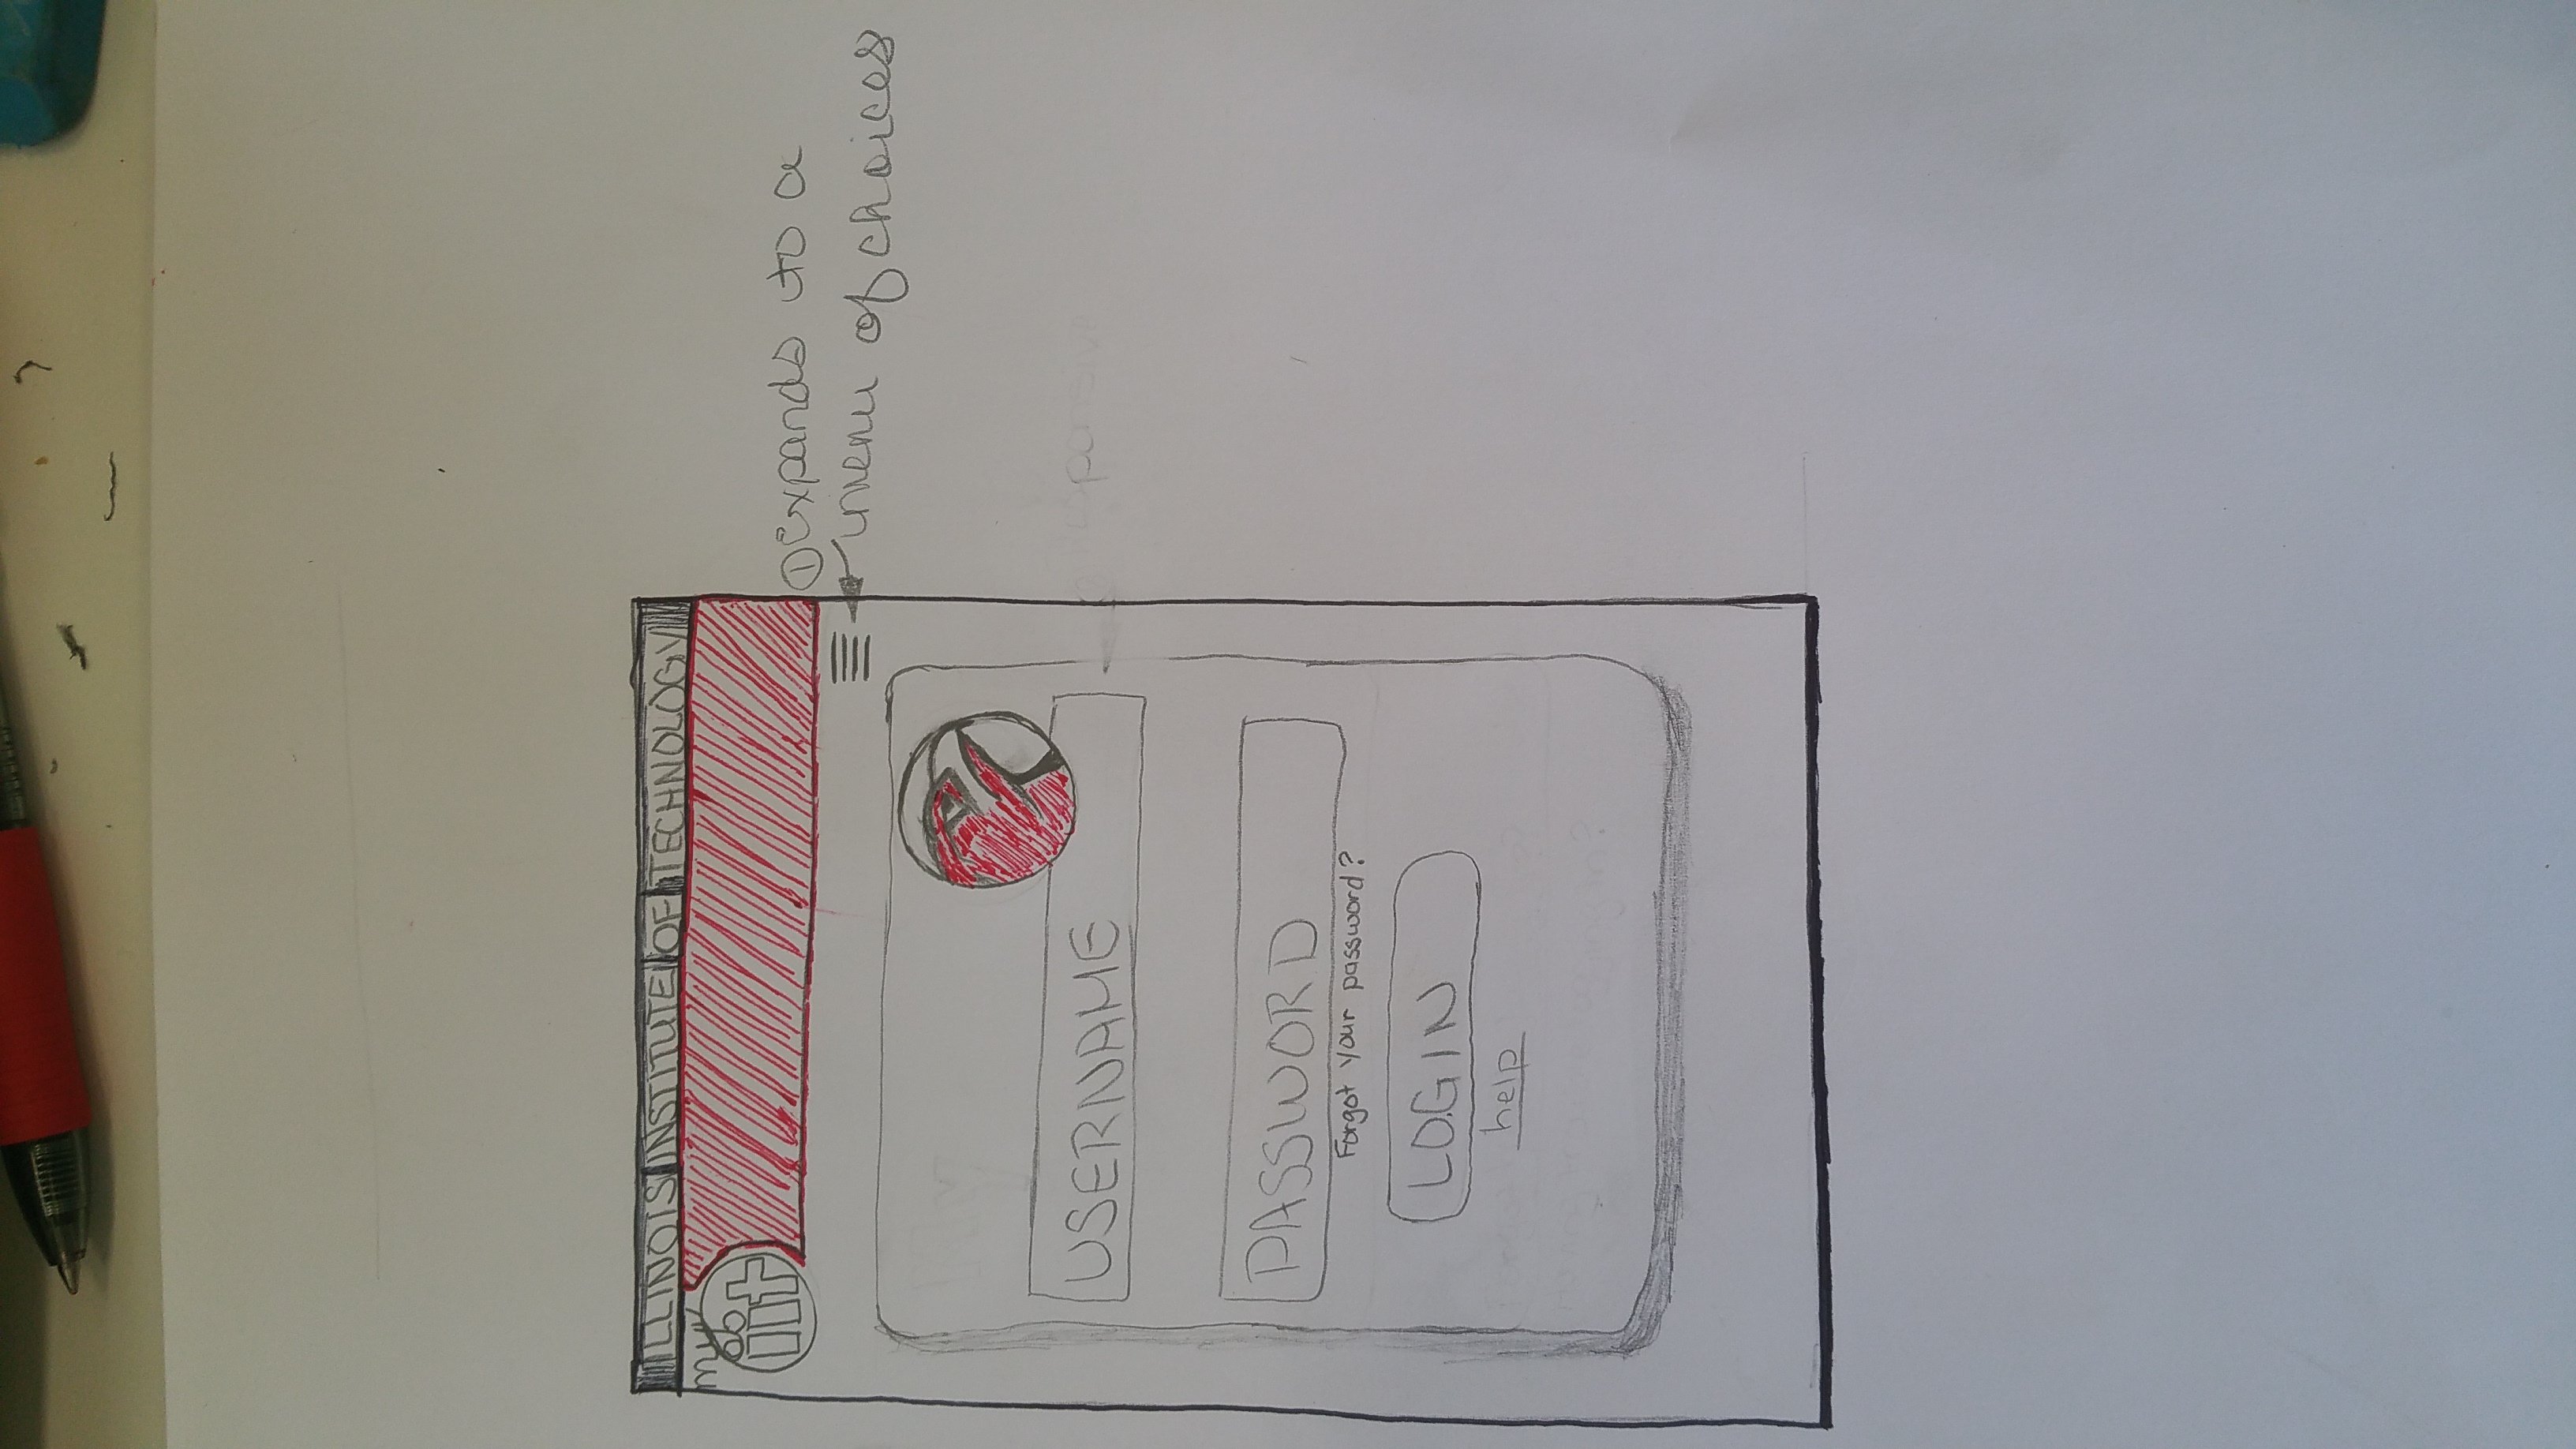 ILLINOIS INSTITUTE OF TECHNOLOGY
my
iit
① expands to a
menu of choices
USERNAME
PASSWORD
Forgot your password?
LOGIN
help